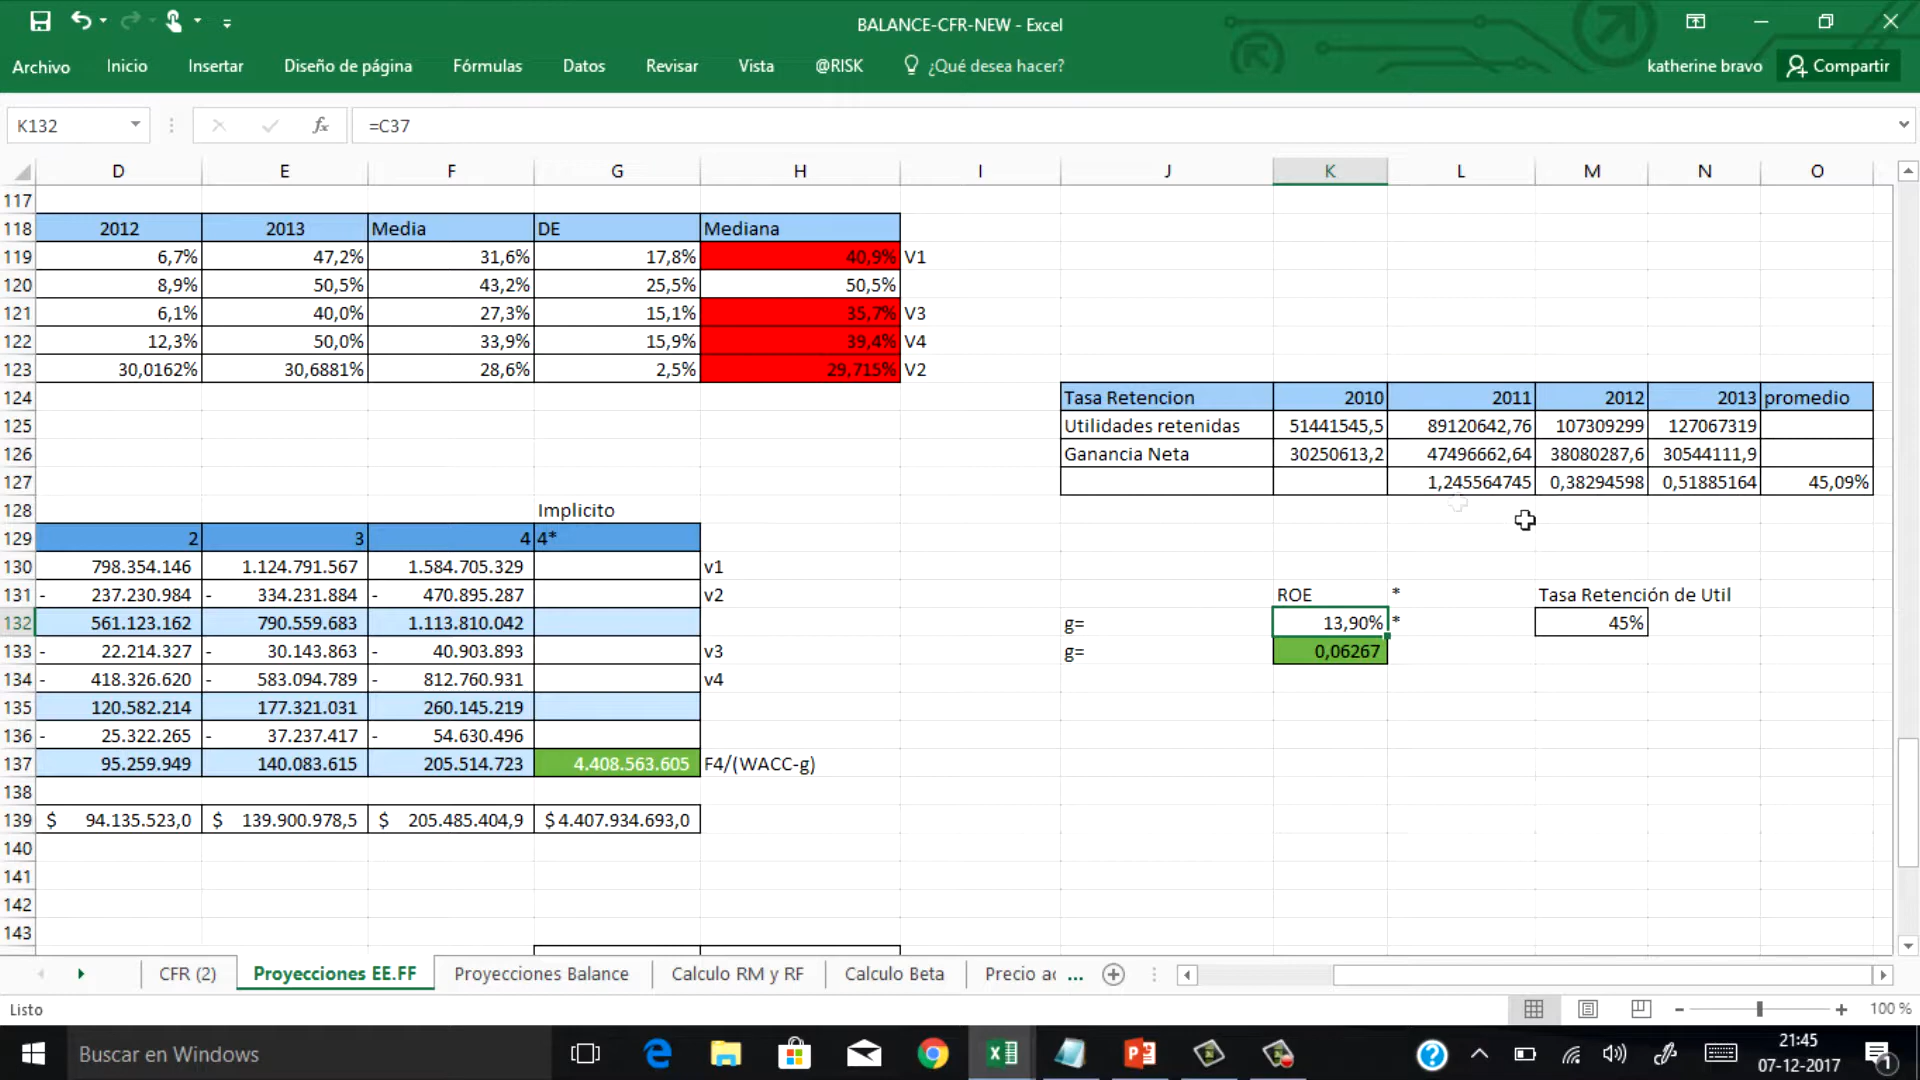 BALANCE-CFR-NEW - Excel
Archivo Inicio Insertar Diseño de página Fórmulas Datos Revisar Vista @RISK ¿Qué desea hacer? katherine bravo Compartir
K132 fx =C37
D E F G H I J K L M N O
117
118 2012 2013 Media DE Mediana
119 6,7% 47,2% 31,6% 17,8% 40,9% V1
120 8,9% 50,5% 43,2% 25,5% 50,5%
121 6,1% 40,0% 27,3% 15,1% 35,7% V3
122 12,3% 50,0% 33,9% 15,9% 39,4% V4
123 30,0162% 30,6881% 28,6% 2,5% 29,715% V2
124 Tasa Retencion 2010 2011 2012 2013 promedio
125 Utilidades retenidas 51441545,5 89120642,76 107309299 127067319
126 Ganancia Neta 30250613,2 47496662,64 38080287,6 30544111,9
127 1,245564745 0,38294598 0,51885164 45,09%
128 Implicito
129 2 3 4 4*
130 798.354.146 1.124.791.567 1.584.705.329 v1
131 - 237.230.984 - 334.231.884 - 470.895.287 v2 ROE * Tasa Retención de Util
132 561.123.162 790.559.683 1.113.810.042 g= 13,90% * 45%
133 - 22.214.327 - 30.143.863 - 40.903.893 v3 g= 0,06267
134 - 418.326.620 - 583.094.789 - 812.760.931 v4
135 120.582.214 177.321.031 260.145.219
136 - 25.322.265 - 37.237.417 - 54.630.496
137 95.259.949 140.083.615 205.514.723 4.408.563.605 F4/(WACC-g)
138
139 $ 94.135.523,0 $ 139.900.978,5 $ 205.485.404,9 $ 4.407.934.693,0
140
141
142
143
CFR (2) Proyecciones EE.FF Proyecciones Balance Calculo RM y RF Calculo Beta Precio ac ...
Listo 100 %
Buscar en Windows
21:45
07-12-2017
1